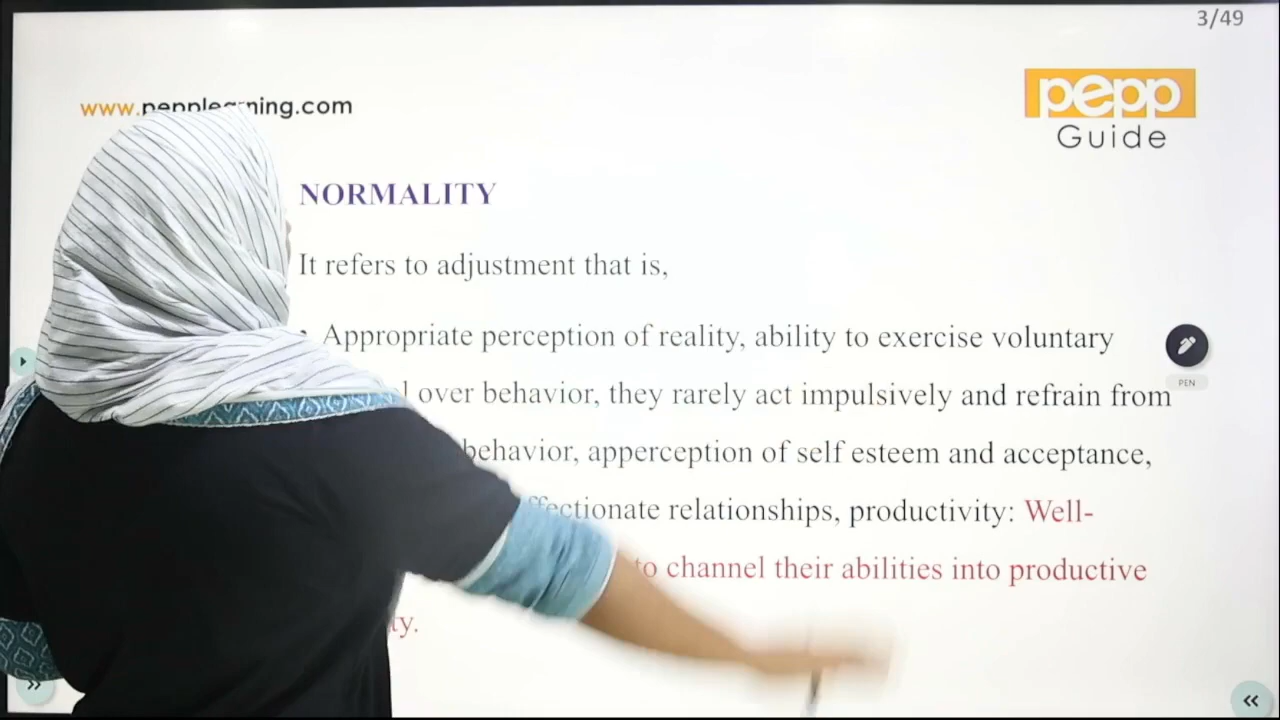 3/49
www.pepplearning.com
pepp
Guide
NORMALITY
It refers to adjustment that is,
• Appropriate perception of reality, ability to exercise voluntary
over behavior, they rarely act impulsively and refrain from
behavior, apperception of self esteem and acceptance,
relationships, productivity: Well-
to channel their abilities into productive
PEN